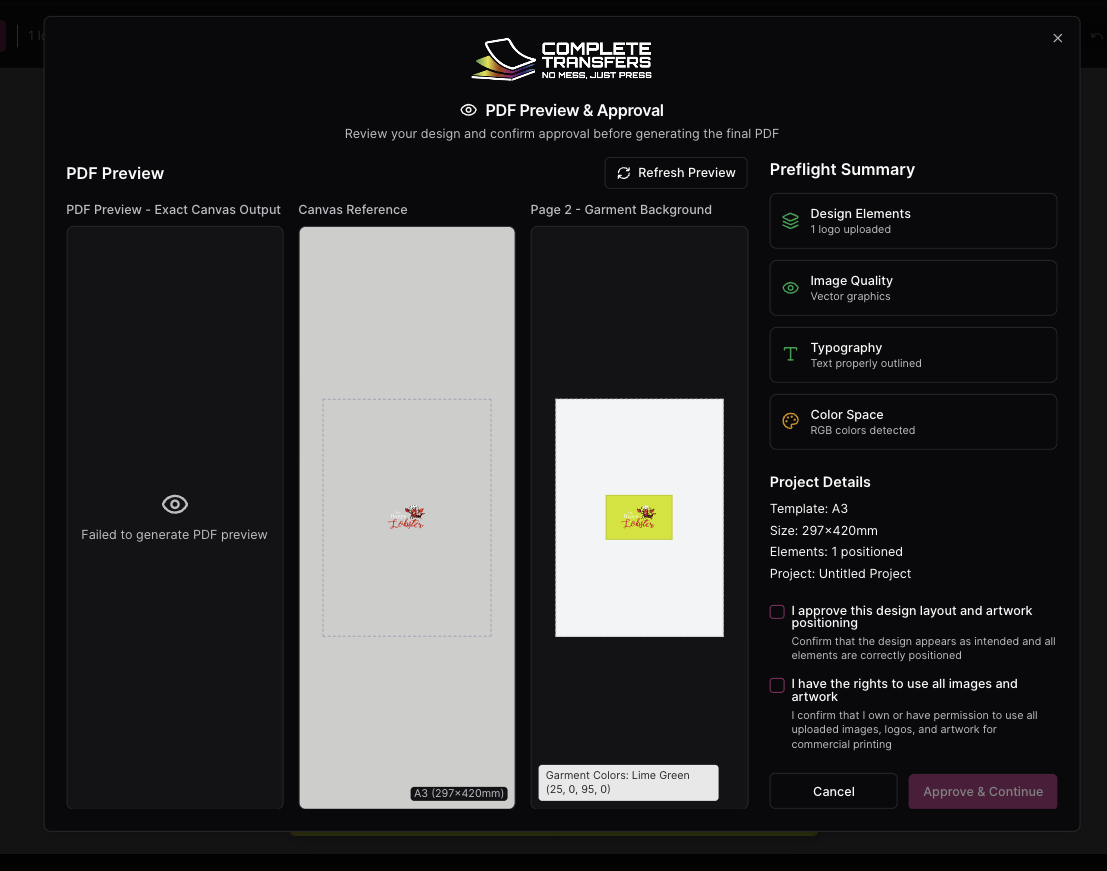 COMPLETE
TRANSFERS
NO MESS, JUST PRESS
PDF Preview & Approval
Review your design and confirm approval before generating the final PDF
PDF Preview
Refresh Preview
PDF Preview - Exact Canvas Output
Failed to generate PDF preview
Canvas Reference
Lobster
A3 (297×420mm)
Page 2 - Garment Background
Lobster
Garment Colors: Lime Green
(25, 0, 95, 0)
Preflight Summary
Design Elements
1 logo uploaded
Image Quality
Vector graphics
Typography
Text properly outlined
Color Space
RGB colors detected
Project Details
Template: A3
Size: 297×420mm
Elements: 1 positioned
Project: Untitled Project
I approve this design layout and artwork
positioning
Confirm that the design appears as intended and all
elements are correctly positioned
I have the rights to use all images and
artwork
I confirm that I own or have permission to use all
uploaded images, logos, and artwork for
commercial printing
Cancel
Approve & Continue